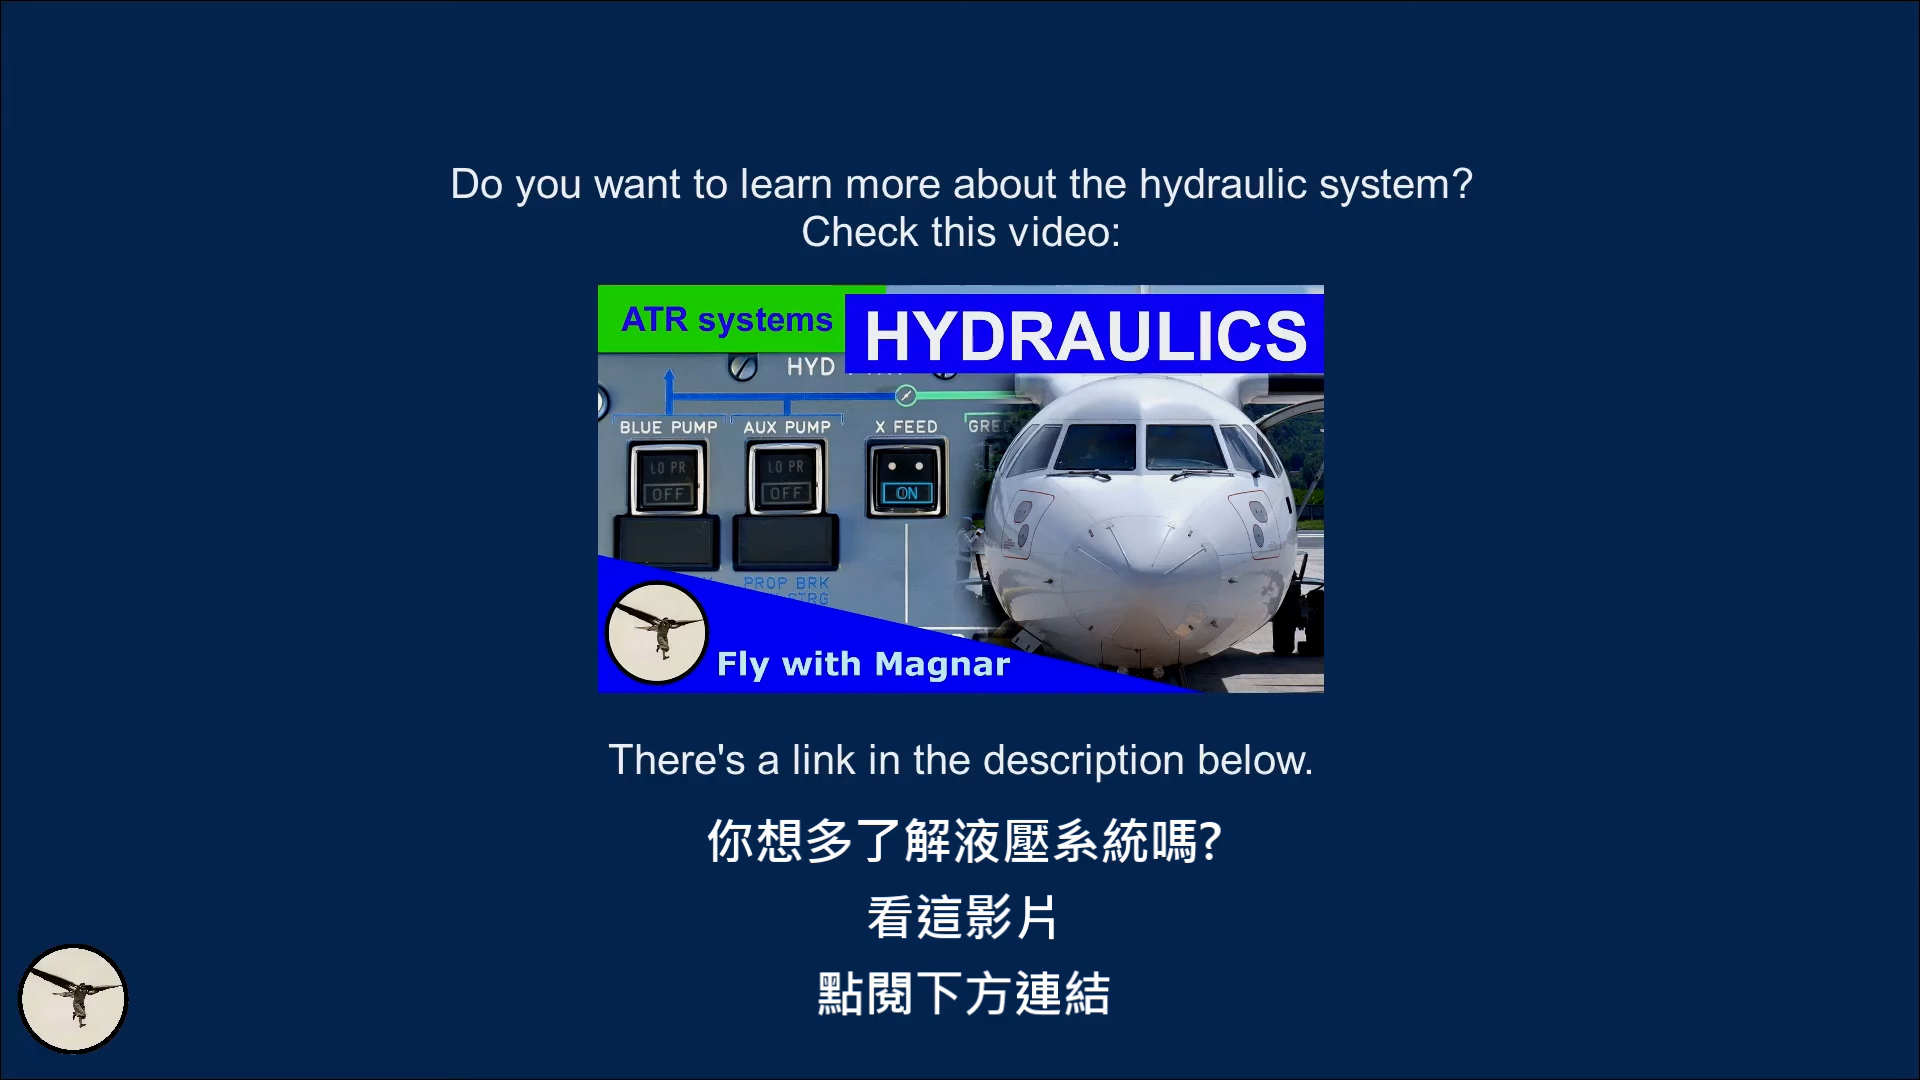 Do you want to learn more about the hydraulic system?
Check this video:
ATR systems
HYDRAULICS
HYD
BLUE PUMP
AUX PUMP
X FEED
LO PR
LO PR
OFF
OFF
ON
PROP BRK
Fly with Magnar
There's a link in the description below.
你想多了解液壓系統嗎?
看這影片
點閱下方連結